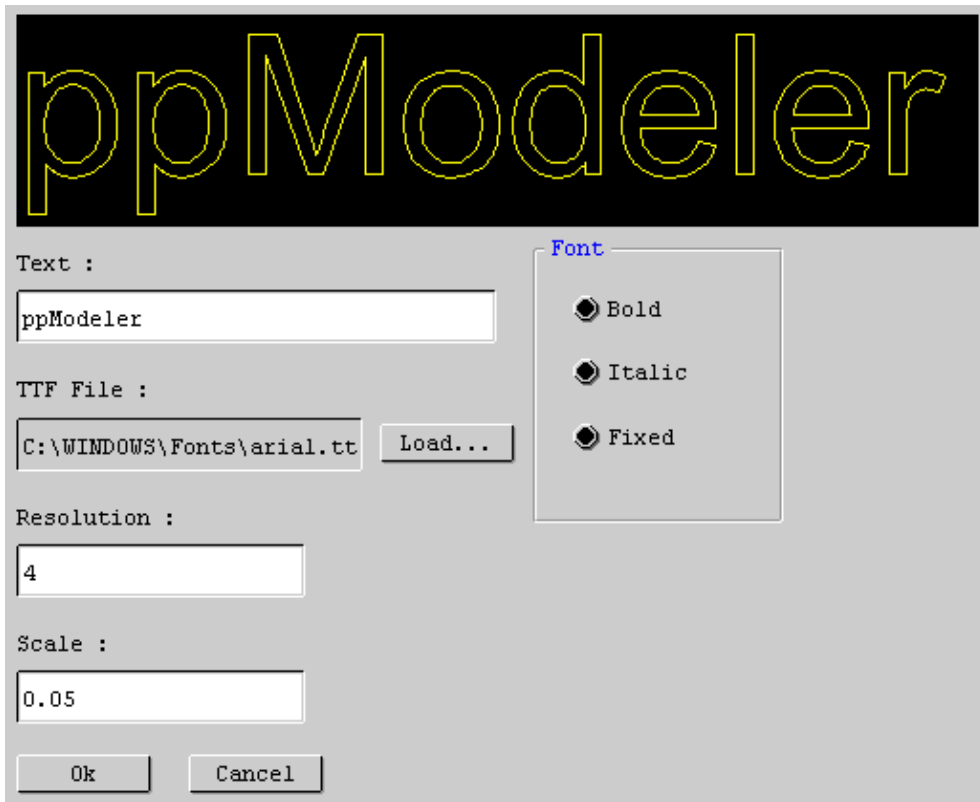 ppModeler
Text :
ppModeler
TTF File :
C:\WINDOWS\Fonts\arial.tt
Load...
Resolution :
4
Scale :
0.05
Ok
Cancel
Font
Bold
Italic
Fixed